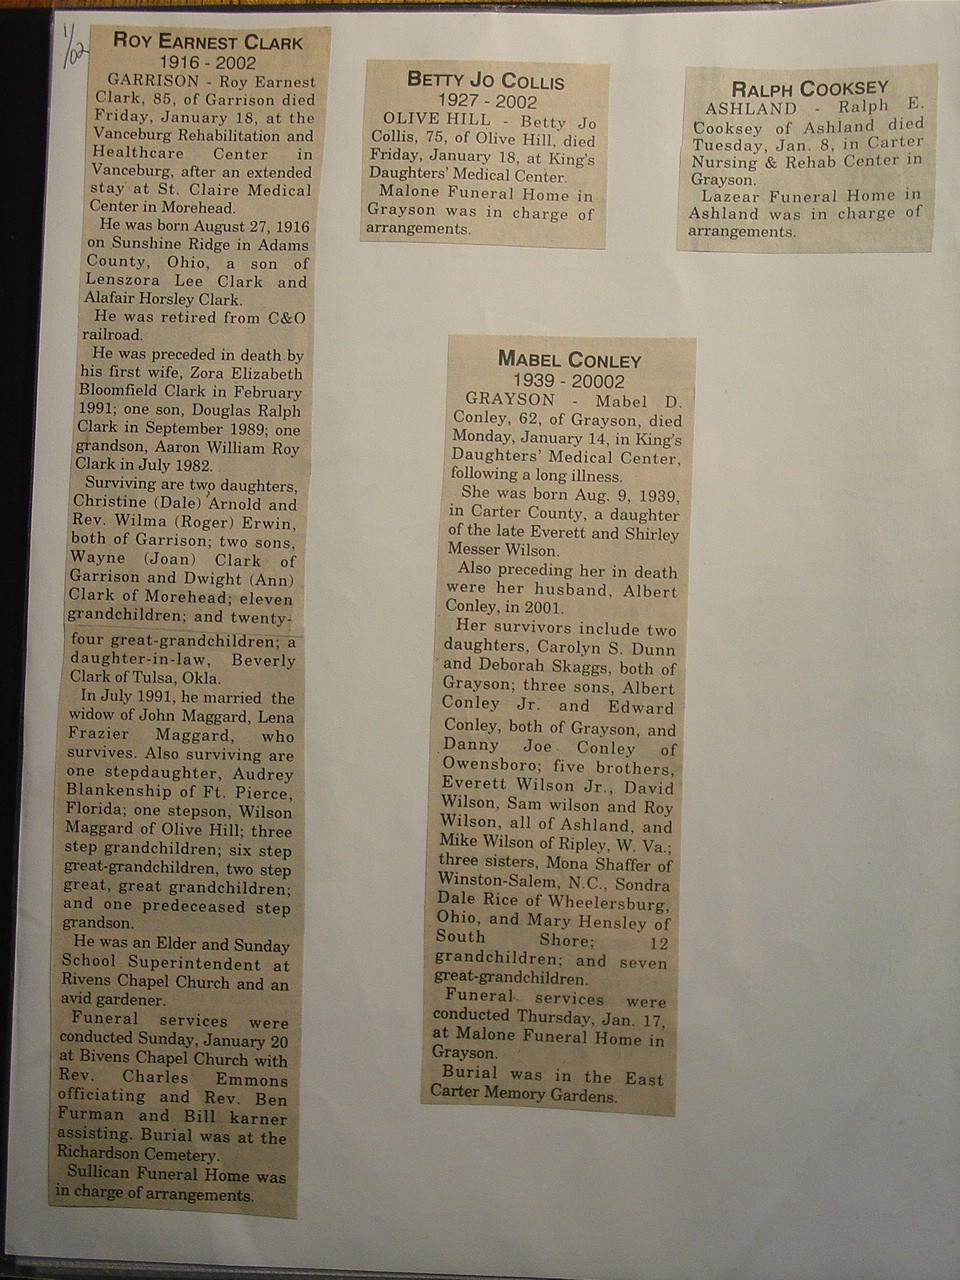 1/02
ROY EARNEST CLARK
1916 - 2002
GARRISON - Roy Earnest
Clark, 85, of Garrison died
Friday, January 18, at the
Vanceburg Rehabilitation and
Healthcare Center in
Vanceburg, after an extended
stay at St. Claire Medical
Center in Morehead.
He was born August 27, 1916
on Sunshine Ridge in Adams
County, Ohio, a son of
Lenszora Lee Clark and
Alafair Horsley Clark.
He was retired from C&O
railroad.
He was preceded in death by
his first wife, Zora Elizabeth
Bloomfield Clark in February
1991; one son, Douglas Ralph
Clark in September 1989; one
grandson, Aaron William Roy
Clark in July 1982.
Surviving are two daughters,
Christine (Dale) Arnold and
Rev. Wilma (Roger) Erwin,
both of Garrison; two sons,
Wayne (Joan) Clark of
Garrison and Dwight (Ann)
Clark of Morehead; eleven
grandchildren; and twenty-
four great-grandchildren; a
daughter-in-law, Beverly
Clark of Tulsa, Okla.
In July 1991, he married the
widow of John Maggard, Lena
Frazier Maggard, who
survives. Also surviving are
one stepdaughter, Audrey
Blankenship of Ft. Pierce,
Florida; one stepson, Wilson
Maggard of Olive Hill; three
step grandchildren; six step
great-grandchildren, two step
great, great grandchildren;
and one predeceased step
grandson.
He was an Elder and Sunday
School Superintendent at
Rivens Chapel Church and an
avid gardener.
Funeral services were
conducted Sunday, January 20
at Bivens Chapel Church with
Rev. Charles Emmons
officiating and Rev. Ben
Furman and Bill karner
assisting. Burial was at the
Richardson Cemetery.
Sullican Funeral Home was
in charge of arrangements.
BETTY JO COLLIS
1927 - 2002
OLIVE HILL - Betty Jo
Collis, 75, of Olive Hill, died
Friday, January 18, at King's
Daughters' Medical Center.
Malone Funeral Home in
Grayson was in charge of
arrangements.
RALPH COOKSEY
ASHLAND - Ralph E.
Cooksey of Ashland died
Tuesday, Jan. 8, in Carter
Nursing & Rehab Center in
Grayson.
Lazear Funeral Home in
Ashland was in charge of
arrangements.
MABEL CONLEY
1939 - 20002
GRAYSON - Mabel D.
Conley, 62, of Grayson, died
Monday, January 14, in King's
Daughters' Medical Center,
following a long illness.
She was born Aug. 9, 1939,
in Carter County, a daughter
of the late Everett and Shirley
Messer Wilson.
Also preceding her in death
were her husband, Albert
Conley, in 2001.
Her survivors include two
daughters, Carolyn S. Dunn
and Deborah Skaggs, both of
Grayson; three sons, Albert
Conley Jr. and Edward
Conley, both of Grayson, and
Danny Joe Conley of
Owensboro; five brothers,
Everett Wilson Jr., David
Wilson, Sam wilson and Roy
Wilson, all of Ashland, and
Mike Wilson of Ripley, W. Va.;
three sisters, Mona Shaffer of
Winston-Salem, N.C., Sondra
Dale Rice of Wheelersburg,
Ohio, and Mary Hensley of
South Shore; 12
grandchildren; and seven
great-grandchildren.
Funeral services were
conducted Thursday, Jan. 17,
at Malone Funeral Home in
Grayson.
Burial was in the East
Carter Memory Gardens.